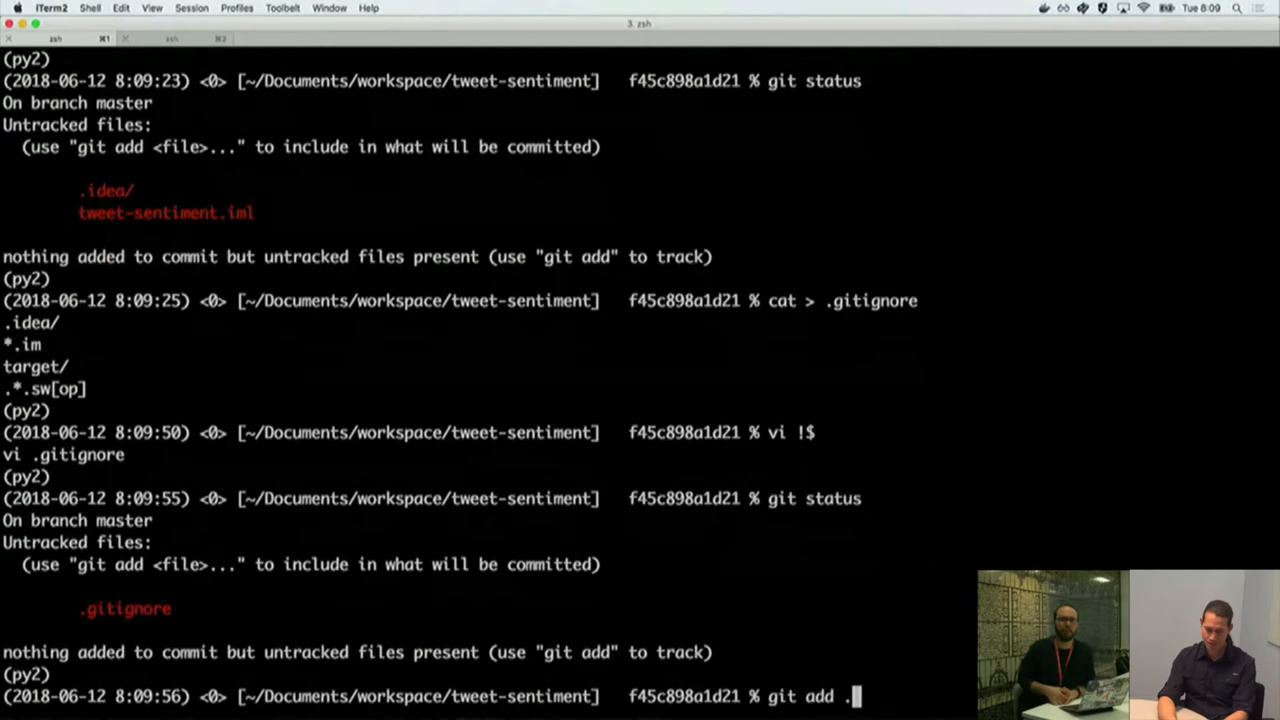 iTerm2 Shell Edit View Session Profiles Toolbelt Window Help Tue 8:09
3. zsh
zsh ⌘1 zsh ⌘2
(py2)
(2018-06-12 8:09:23) <0> [~/Documents/workspace/tweet-sentiment] f45c898a1d21 % git status
On branch master
Untracked files:
(use "git add <file>..." to include in what will be committed)
.idea/
tweet-sentiment.iml
nothing added to commit but untracked files present (use "git add" to track)
(py2)
(2018-06-12 8:09:25) <0> [~/Documents/workspace/tweet-sentiment] f45c898a1d21 % cat > .gitignore
.idea/
*.im
target/
.*.sw[op]
(py2)
(2018-06-12 8:09:50) <0> [~/Documents/workspace/tweet-sentiment] f45c898a1d21 % vi !$
vi .gitignore
(py2)
(2018-06-12 8:09:55) <0> [~/Documents/workspace/tweet-sentiment] f45c898a1d21 % git status
On branch master
Untracked files:
(use "git add <file>..." to include in what will be committed)
.gitignore
nothing added to commit but untracked files present (use "git add" to track)
(py2)
(2018-06-12 8:09:56) <0> [~/Documents/workspace/tweet-sentiment] f45c898a1d21 % git add .